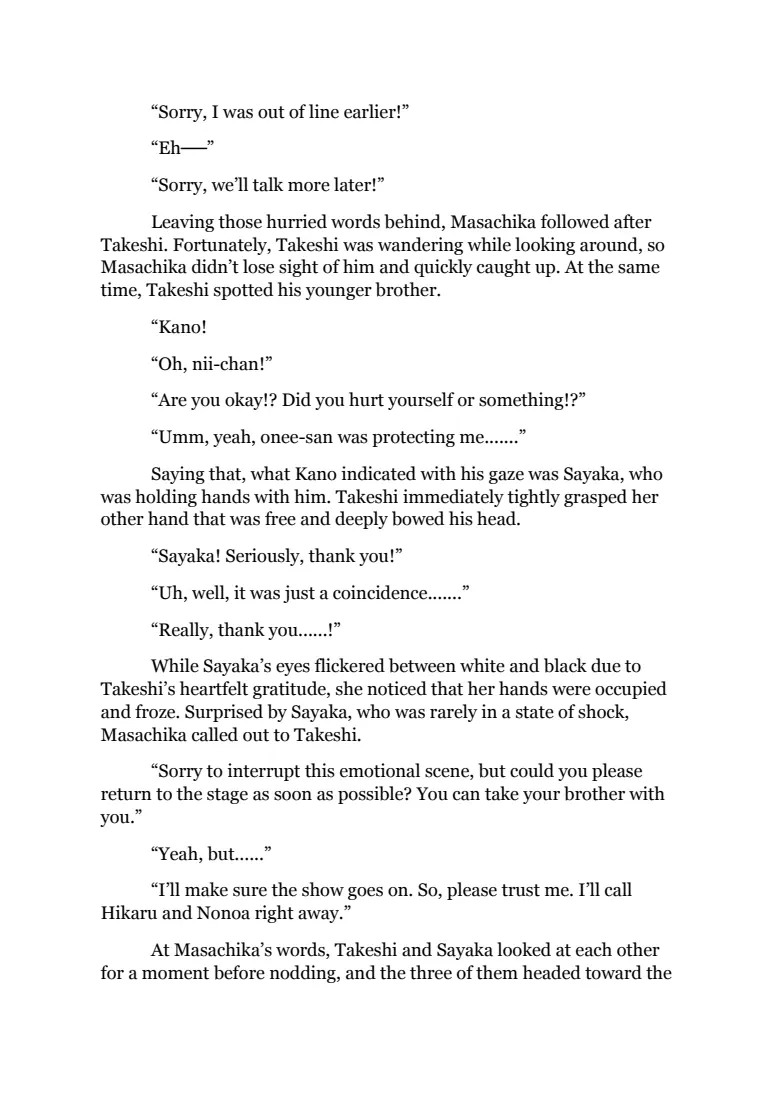 “Sorry, I was out of line earlier!”
“Eh──”
“Sorry, we’ll talk more later!”
Leaving those hurried words behind, Masachika followed after
Takeshi. Fortunately, Takeshi was wandering while looking around, so
Masachika didn’t lose sight of him and quickly caught up. At the same
time, Takeshi spotted his younger brother.
“Kano!
“Oh, nii-chan!”
“Are you okay!? Did you hurt yourself or something!?”
“Umm, yeah, onee-san was protecting me.......”
Saying that, what Kano indicated with his gaze was Sayaka, who
was holding hands with him. Takeshi immediately tightly grasped her
other hand that was free and deeply bowed his head.
“Sayaka! Seriously, thank you!”
“Uh, well, it was just a coincidence.......”
“Really, thank you......!”
While Sayaka’s eyes flickered between white and black due to
Takeshi’s heartfelt gratitude, she noticed that her hands were occupied
and froze. Surprised by Sayaka, who was rarely in a state of shock,
Masachika called out to Takeshi.
“Sorry to interrupt this emotional scene, but could you please
return to the stage as soon as possible? You can take your brother with
you.”
“Yeah, but......”
“I’ll make sure the show goes on. So, please trust me. I’ll call
Hikaru and Nonoa right away.”
At Masachika’s words, Takeshi and Sayaka looked at each other
for a moment before nodding, and the three of them headed toward the